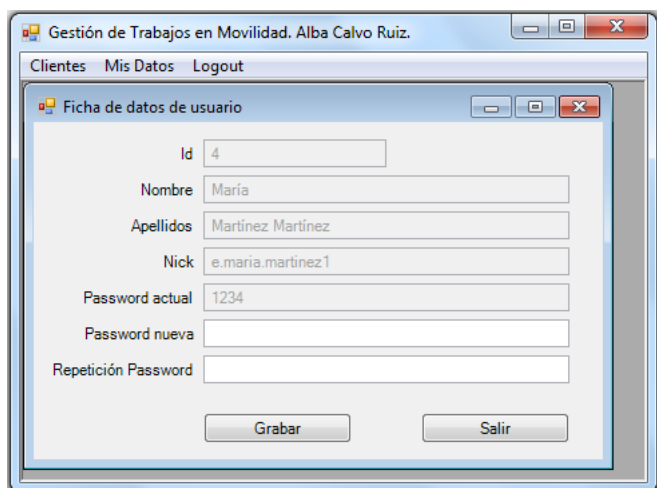 Gestión de Trabajos en Movilidad. Alba Calvo Ruiz.
Clientes Mis Datos Logout
Ficha de datos de usuario
Id 4
Nombre María
Apellidos Martínez Martínez
Nick e.maria.martinez1
Password actual 1234
Password nueva
Repetición Password
Grabar Salir